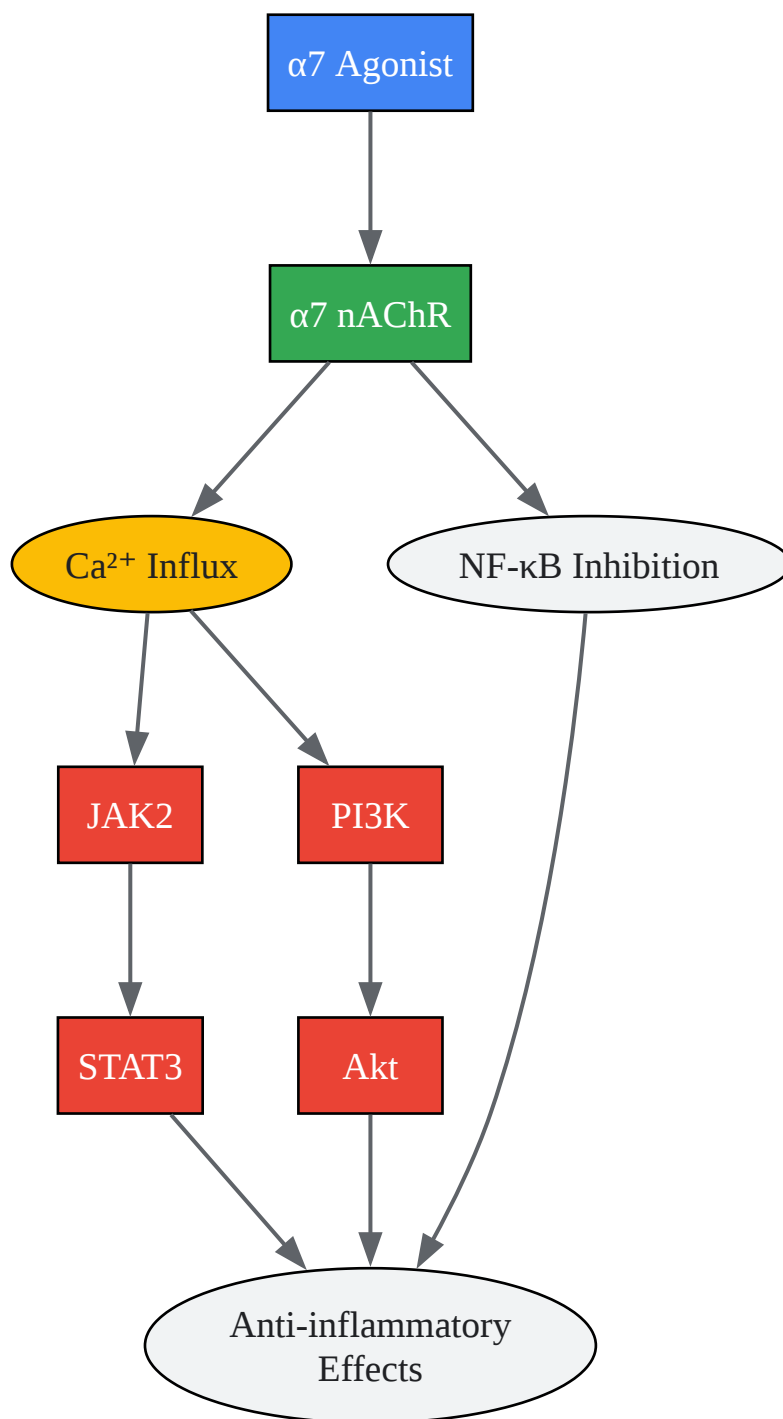 α7 Agonist
α7 nAChR
Ca²⁺ Influx
NF-κB Inhibition
JAK2
PI3K
STAT3
Akt
Anti-inflammatory
Effects